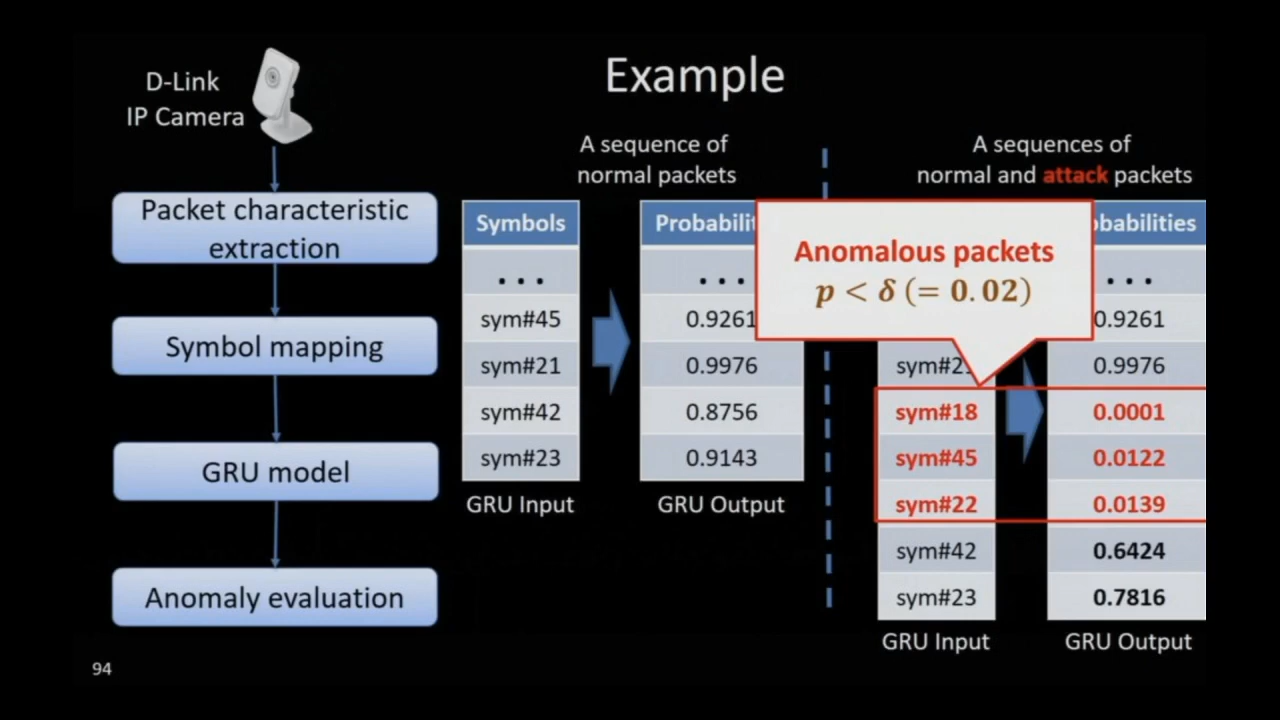 D-Link
IP Camera
Example
A sequence of
normal packets
A sequences of
normal and attack packets
Packet characteristic
extraction
Symbol mapping
GRU model
Anomaly evaluation
Symbols
...
sym#45
sym#21
sym#42
sym#23
GRU Input
...
0.9261
0.9976
0.8756
0.9143
GRU Output
Anomalous packets
p < δ (= 0.02)
sym#18
sym#45
sym#22
sym#42
sym#23
GRU Input
...
0.9261
0.9976
0.0001
0.0122
0.0139
0.6424
0.7816
GRU Output
94